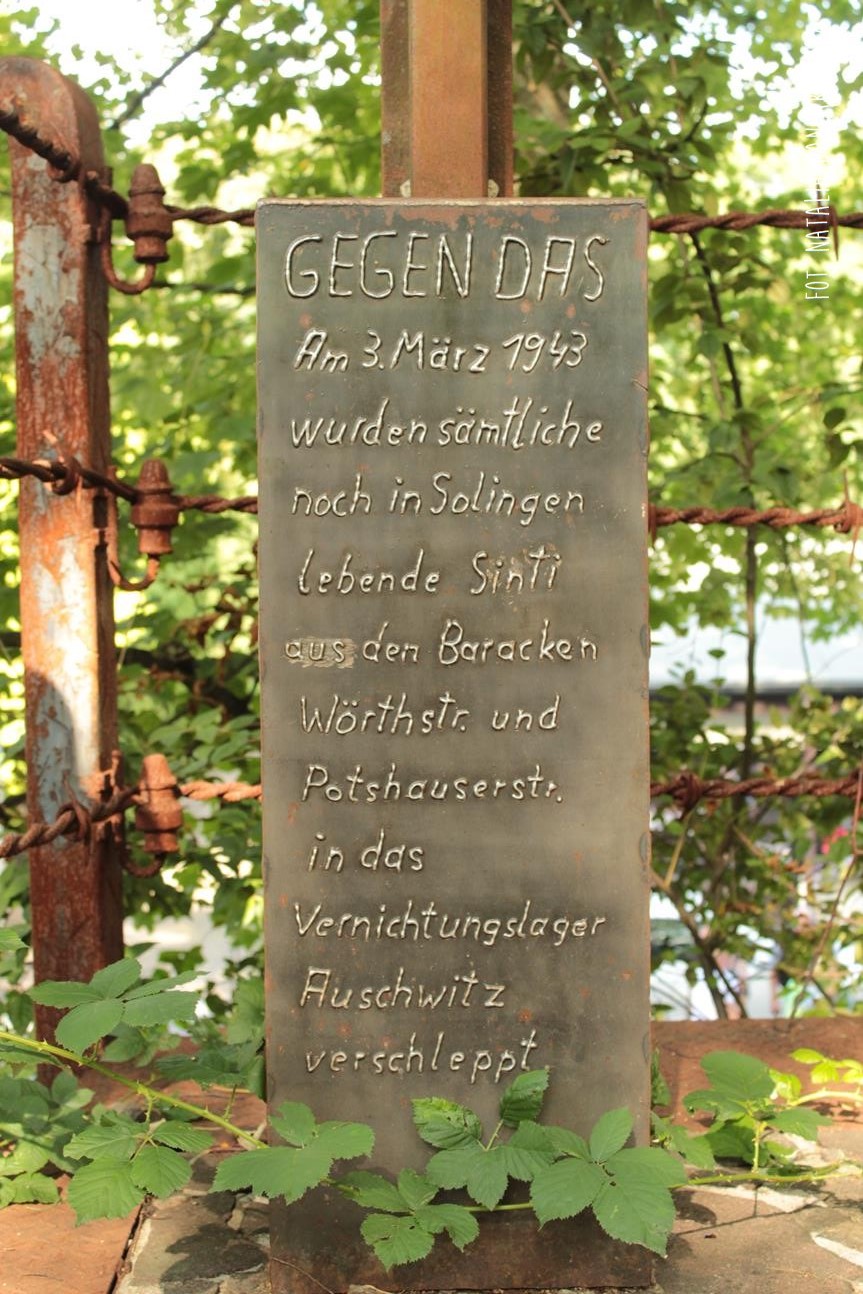 GEGEN DAS
Am 3. März 1943
wurden sämtliche
noch in Solingen
lebende Sinti
aus den Baracken
Wörthstr. und
Potshauserstr.
in das
Vernichtungslager
Auschwitz
verschleppt.
FOT